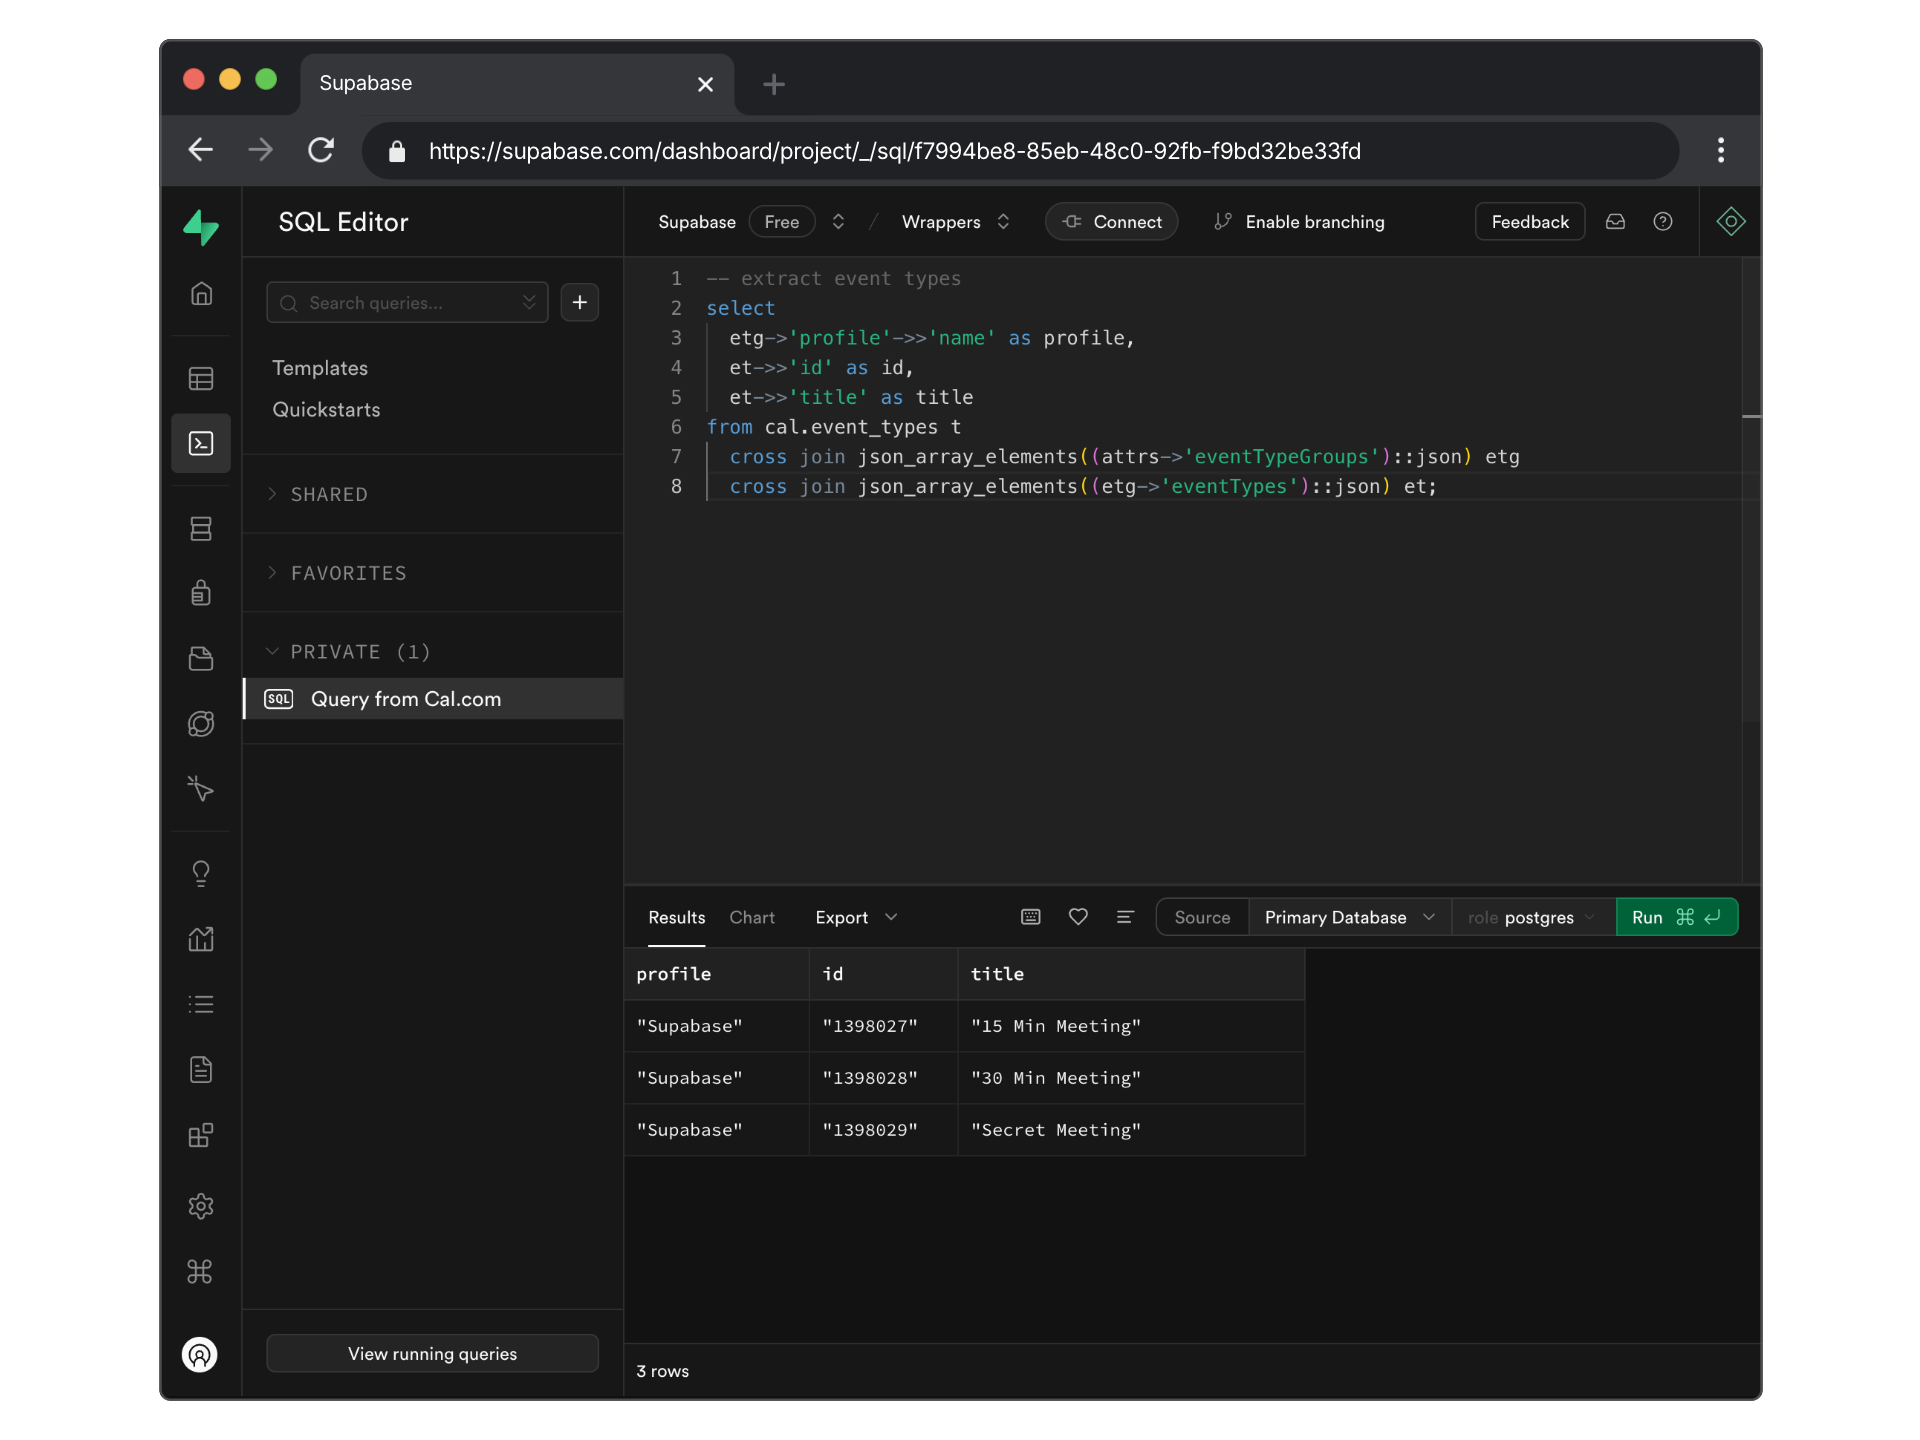 Supabase
https://supabase.com/dashboard/project/_/sql/f7994be8-85eb-48c0-92fb-f9bd32be33fd
SQL Editor
Supabase Free / Wrappers Connect Enable branching Feedback
Search queries...
Templates
Quickstarts
SHARED
FAVORITES
PRIVATE (1)
SQL Query from Cal.com
View running queries
1 -- extract event types
2 select
3 etg->'profile'->>'name' as profile,
4 et->>'id' as id,
5 et->>'title' as title
6 from cal.event_types t
7 cross join json_array_elements((attrs->'eventTypeGroups')::json) etg
8 cross join json_array_elements((etg->'eventTypes')::json) et;
Results Chart Export Source Primary Database role postgres Run ⌘ ↵
profile id title
"Supabase" "1398027" "15 Min Meeting"
"Supabase" "1398028" "30 Min Meeting"
"Supabase" "1398029" "Secret Meeting"
3 rows